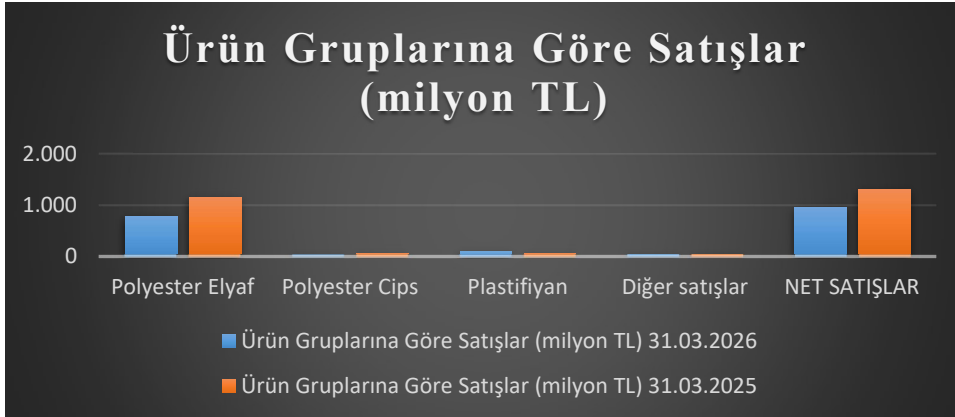 Ürün Gruplarına Göre Satışlar
(milyon TL)
2.000
1.000
0
Polyester Elyaf
Polyester Cips
Plastifiyan
Diğer satışlar
NET SATIŞLAR
Ürün Gruplarına Göre Satışlar (milyon TL) 31.03.2026
Ürün Gruplarına Göre Satışlar (milyon TL) 31.03.2025